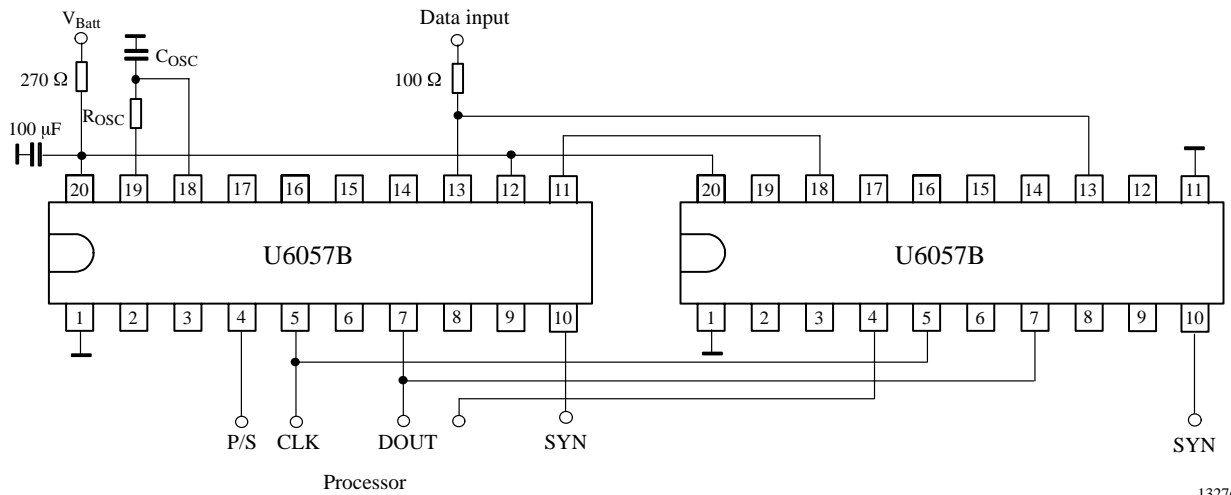 V_Batt
Data input
C_OSC
270 Ω
100 Ω
R_OSC
100 µF
20 19 18 17 16 15 14 13 12 11
20 19 18 17 16 15 14 13 12 11
U6057B
U6057B
1 2 3 4 5 6 7 8 9 10
1 2 3 4 5 6 7 8 9 10
P/S CLK DOUT SYN
SYN
Processor